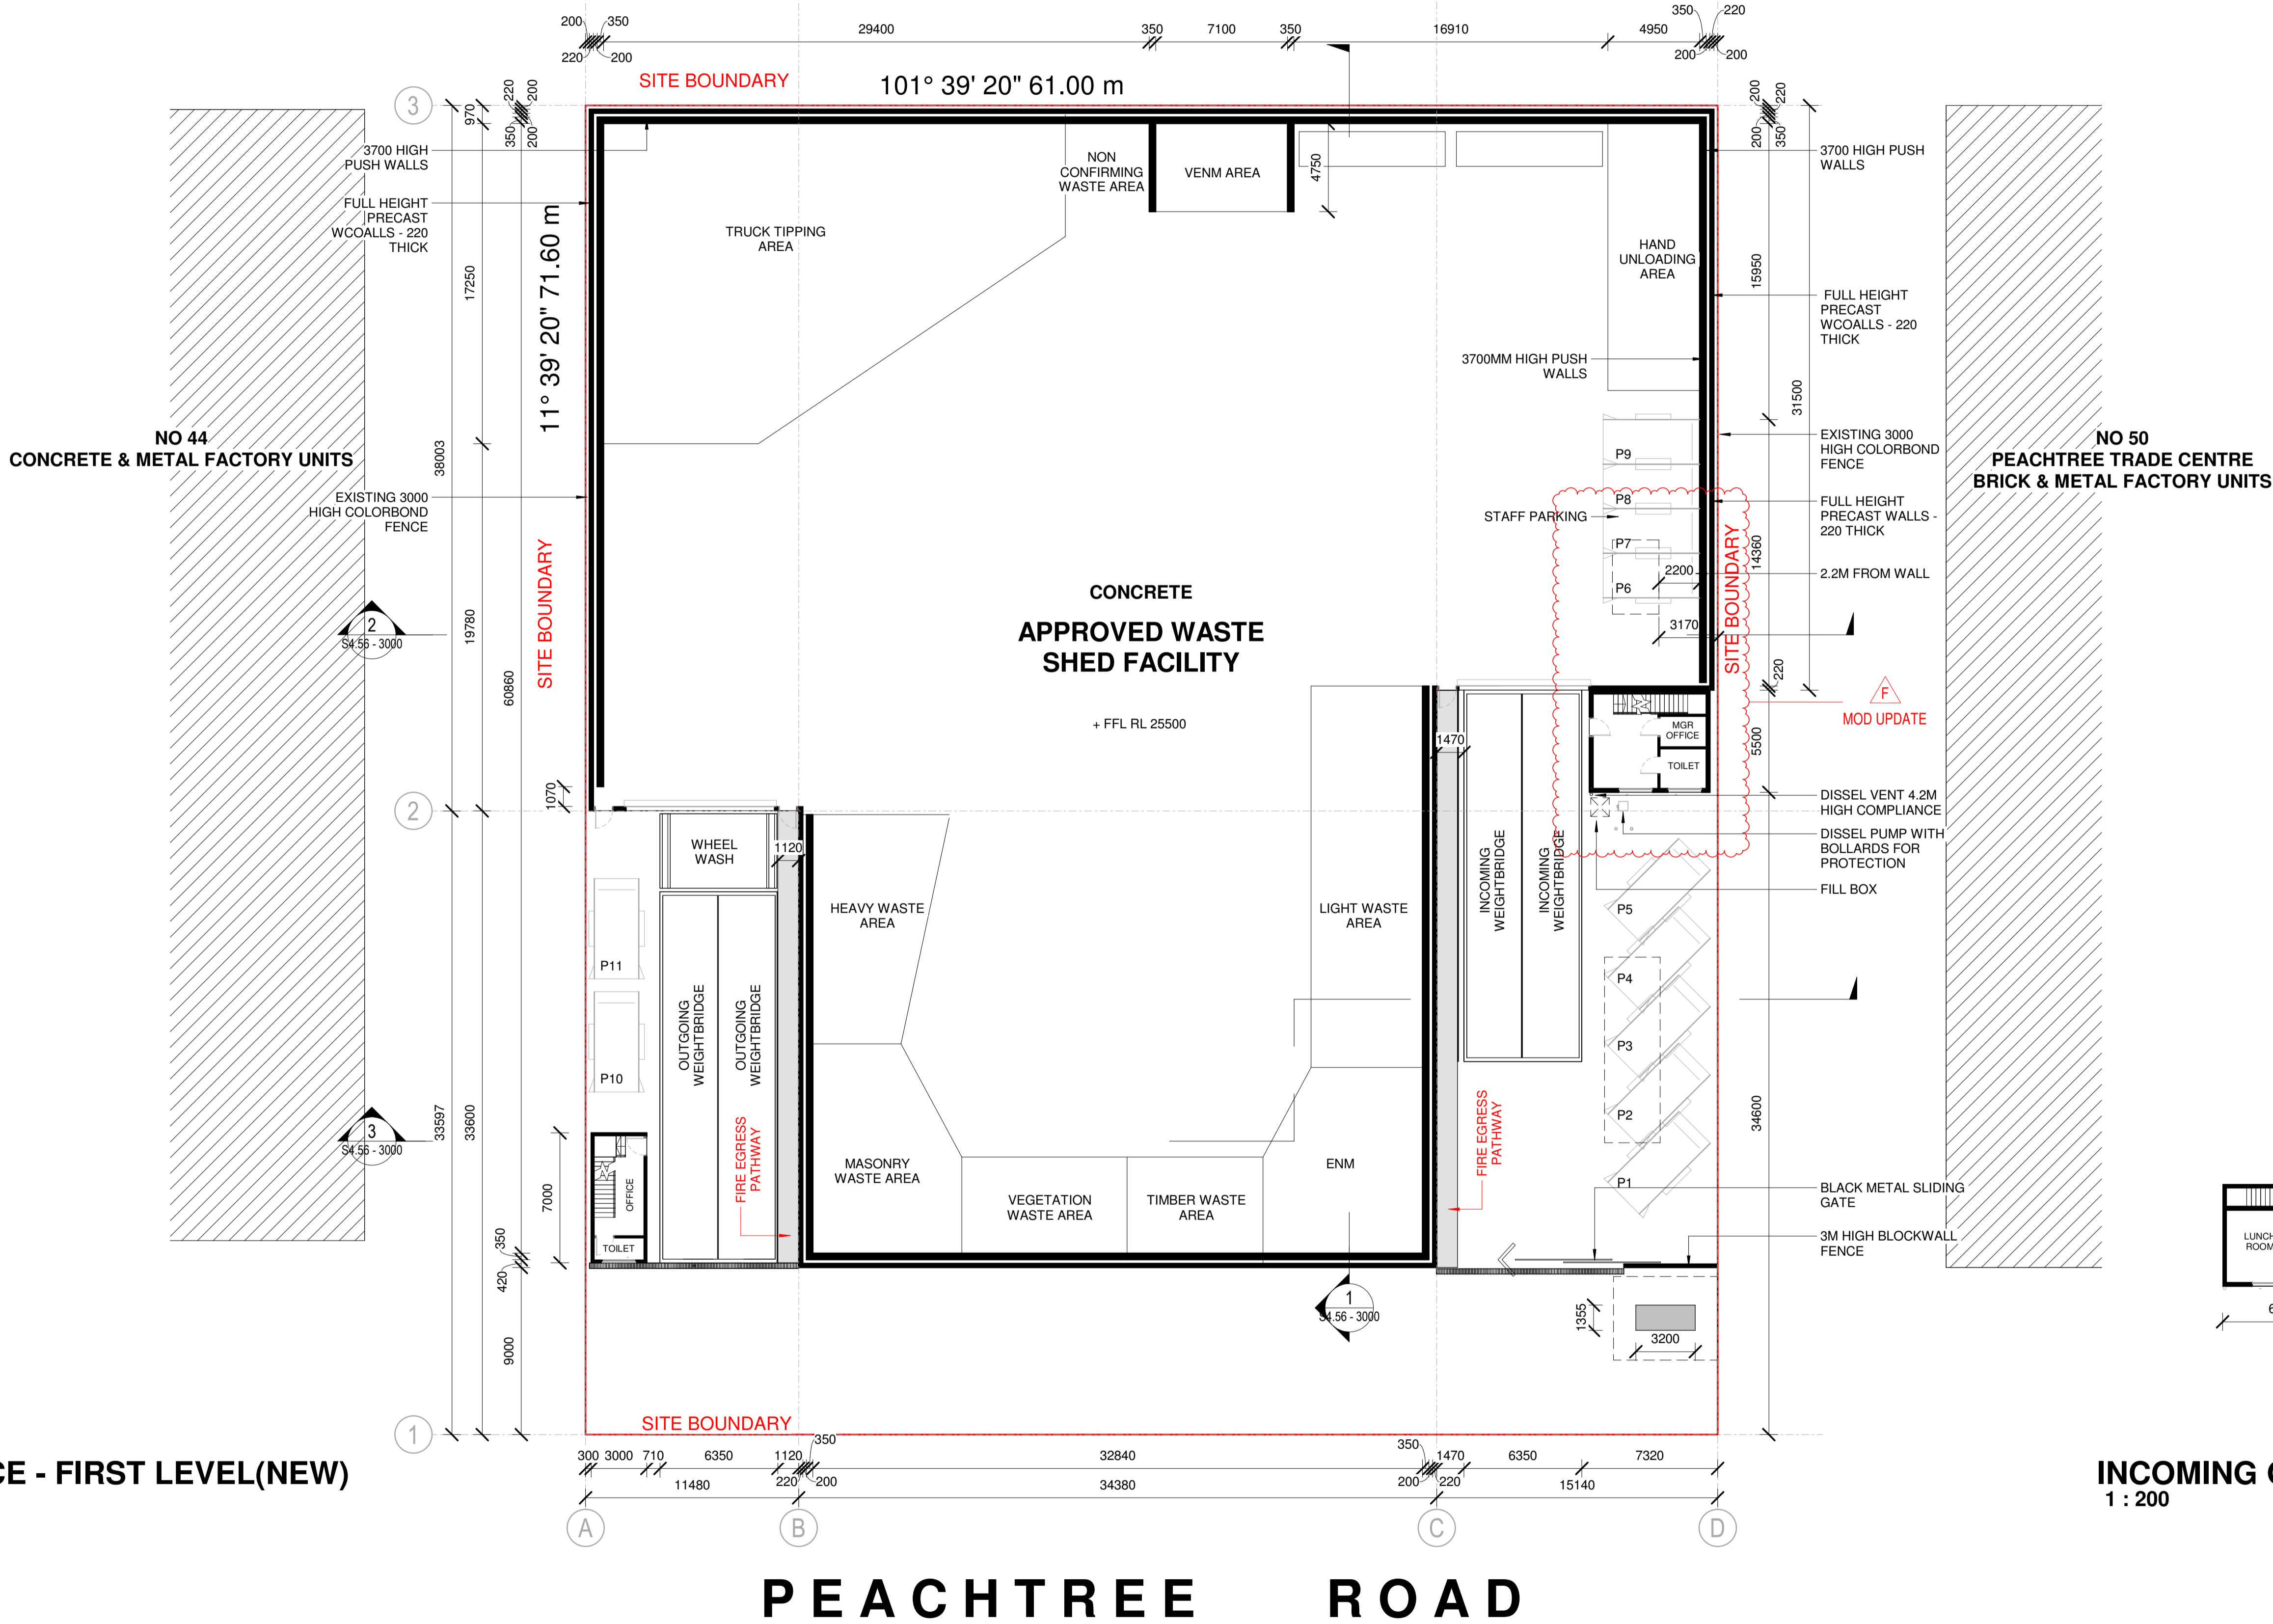 200
350
220
200
29400
350
7100
350
16910
4950
350
220
200
200
SITE BOUNDARY
101° 39' 20" 61.00 m
3
970
220
200
350
200
200
220
200
350
3700 HIGH
PUSH WALLS
FULL HEIGHT
PRECAST
WCOALLS - 220
THICK
11° 39' 20" 71.60 m
17250
38003
NO 44
CONCRETE & METAL FACTORY UNITS
EXISTING 3000
HIGH COLORBOND
FENCE
SITE BOUNDARY
2
S4.56 - 3000
19780
60860
1070
2
TRUCK TIPPING
AREA
NON
CONFIRMING
WASTE AREA
VENM AREA
4750
HAND
UNLOADING
AREA
3700MM HIGH PUSH
WALLS
P9
P8
STAFF PARKING
P7
2200
P6
3170
SITE BOUNDARY
CONCRETE
APPROVED WASTE
SHED FACILITY
+ FFL RL 25500
3700 HIGH PUSH
WALLS
15950
31500
FULL HEIGHT
PRECAST
WCOALLS - 220
THICK
EXISTING 3000
HIGH COLORBOND
FENCE
FULL HEIGHT
PRECAST WALLS -
220 THICK
14360
2.2M FROM WALL
220
F
MOD UPDATE
5500
NO 50
PEACHTREE TRADE CENTRE
BRICK & METAL FACTORY UNITS
MGR
OFFICE
TOILET
1470
DISSEL VENT 4.2M
HIGH COMPLIANCE
DISSEL PUMP WITH
BOLLARDS FOR
PROTECTION
FILL BOX
WHEEL
WASH
1120
P11
P10
OUTGOING
WEIGHTBRIDGE
OUTGOING
WEIGHTBRIDGE
HEAVY WASTE
AREA
LIGHT WASTE
AREA
INCOMING
WEIGHTBRIDGE
INCOMING
WEIGHTBRIDGE
P5
P4
P3
P2
P1
33597
33600
3
S4.56 - 3000
7000
350
420
9000
OFFICE
TOILET
FIRE EGRESS
PATHWAY
MASONRY
WASTE AREA
VEGETATION
WASTE AREA
TIMBER WASTE
AREA
ENM
FIRE EGRESS
PATHWAY
34600
BLACK METAL SLIDING
GATE
3M HIGH BLOCKWALL
FENCE
1
S4.56 - 3000
1355
3200
SITE BOUNDARY
1
300
3000
710
6350
1120
350
220
200
32840
350
200
220
1470
6350
7320
11480
34380
15140
A
B
C
D
FIRST LEVEL(NEW)
INCOMING
1 : 200
PEACHTREE ROAD